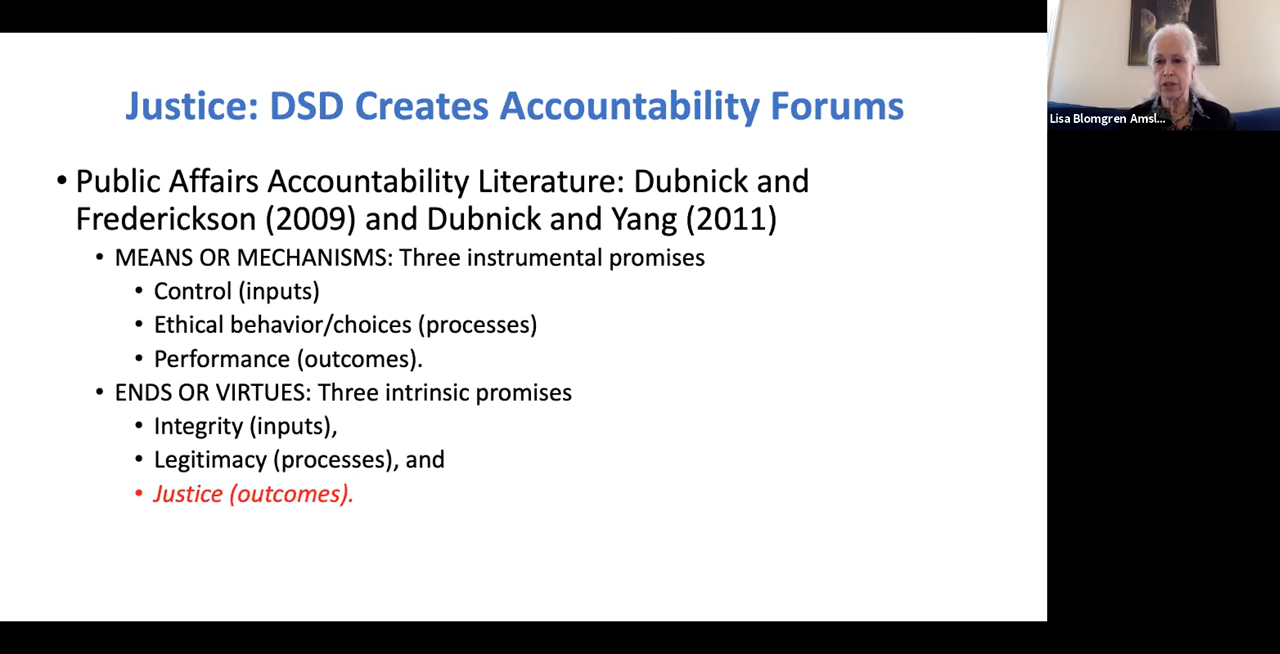 Justice: DSD Creates Accountability Forums
• Public Affairs Accountability Literature: Dubnick and
Frederickson (2009) and Dubnick and Yang (2011)
• MEANS OR MECHANISMS: Three instrumental promises
• Control (inputs)
• Ethical behavior/choices (processes)
• Performance (outcomes).
• ENDS OR VIRTUES: Three intrinsic promises
• Integrity (inputs),
• Legitimacy (processes), and
• Justice (outcomes).
Lisa Blomgren Amsl...